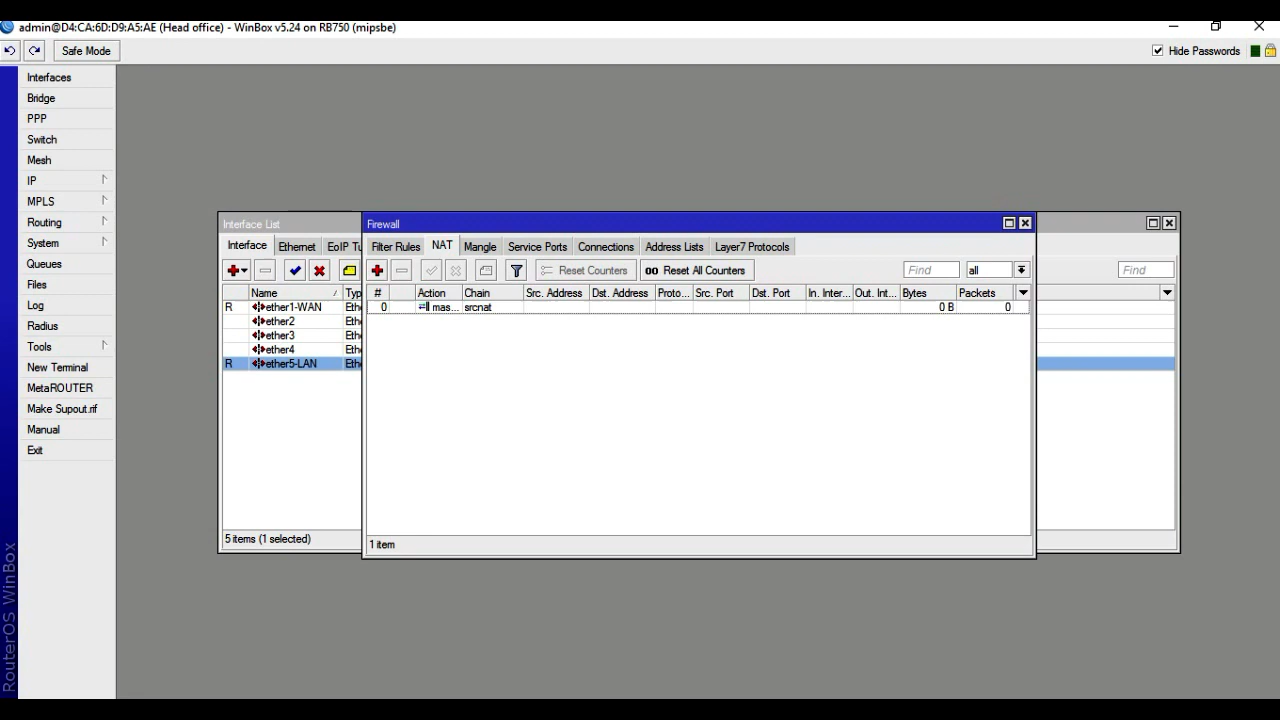 admin@D4:CA:6D:D9:A5:AE (Head office) - WinBox v5.24 on RB750 (mipsbe)
Safe Mode
Hide Passwords
Interfaces
Bridge
PPP
Switch
Mesh
IP
MPLS
Routing
System
Queues
Files
Log
Radius
Tools
New Terminal
MetaROUTER
Make Supout.rif
Manual
Exit
RouterOS WinBox
Interface List
Interface Ethernet EoIP Tu
Find
Name Typ
R ether1-WAN Ethe
ether2 Ethe
ether3 Ethe
ether4 Ethe
R ether5-LAN Ethe
5 items (1 selected)
Firewall
Filter Rules NAT Mangle Service Ports Connections Address Lists Layer7 Protocols
Reset Counters 00 Reset All Counters Find all
# Action Chain Src. Address Dst. Address Proto... Src. Port Dst. Port In. Inter... Out. Int... Bytes Packets
0 mas... srcnat 0 B 0
1 item